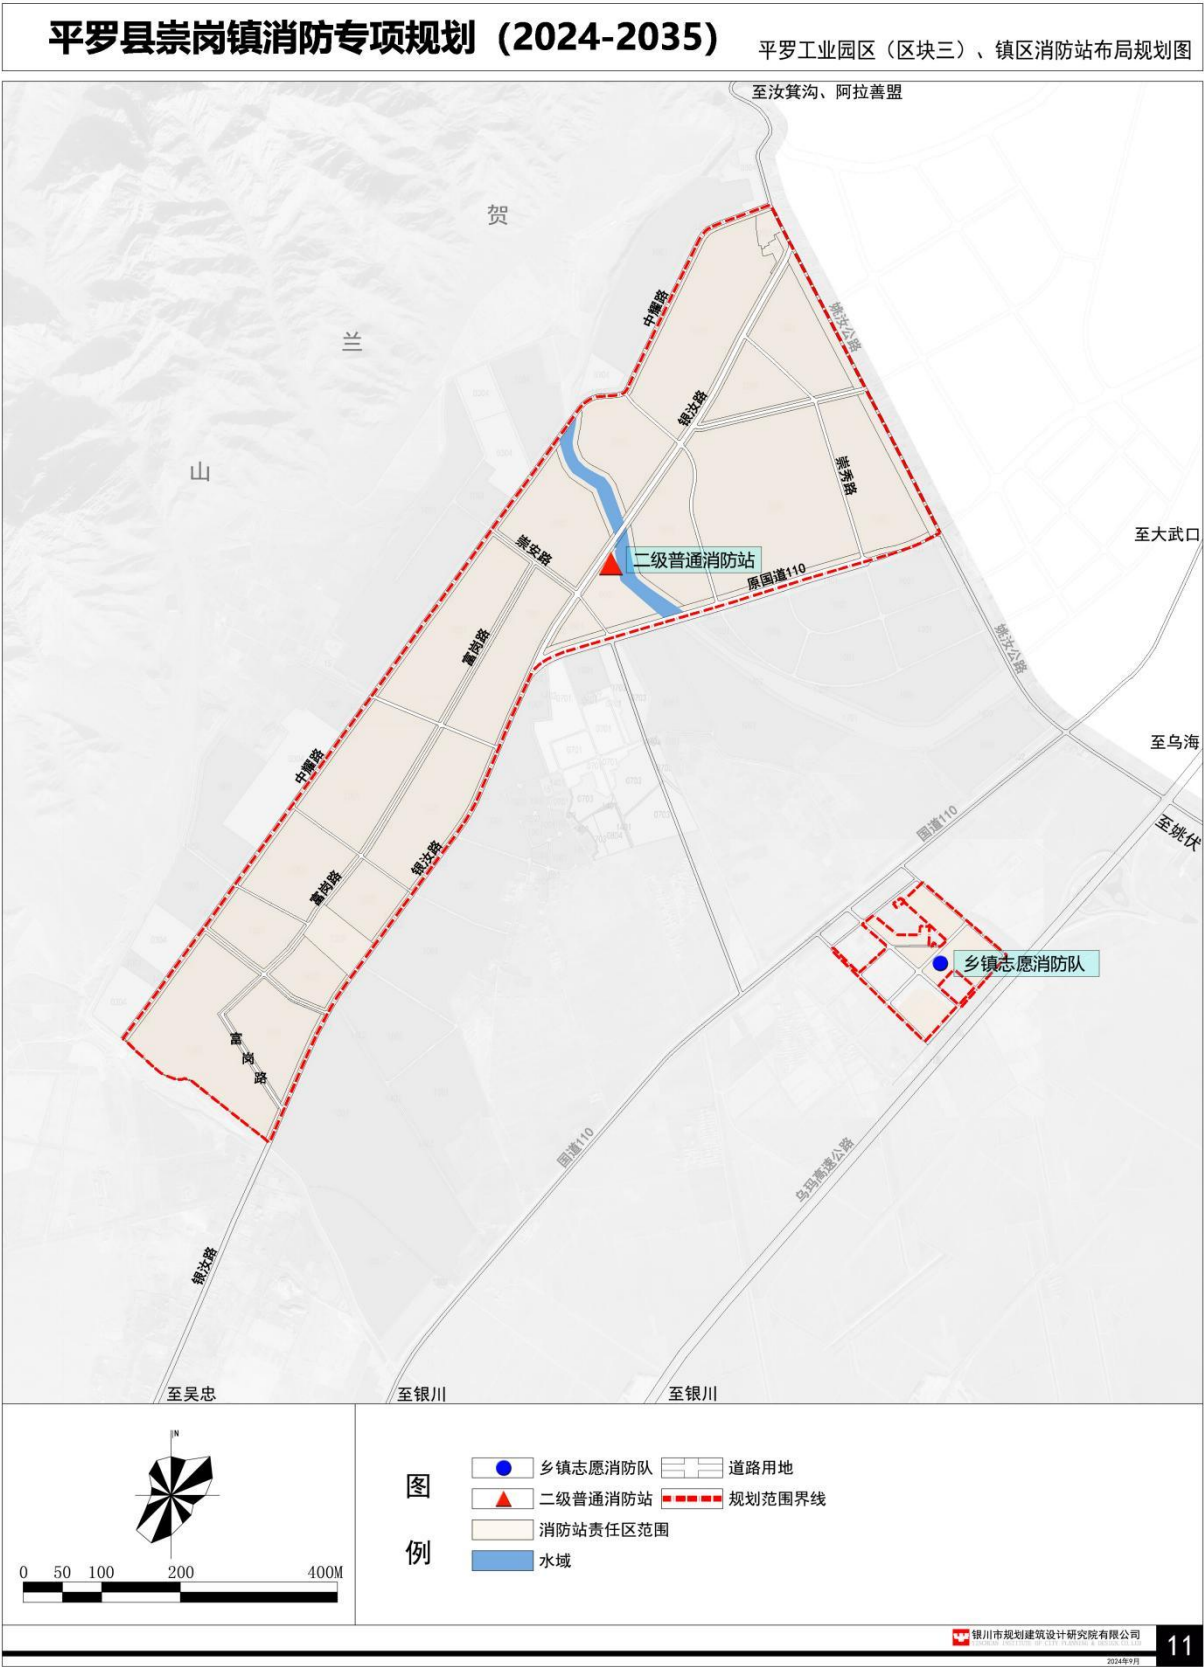 平罗县崇岗镇消防专项规划（2024-2035）
平罗工业园区（区块三）、镇区消防站布局规划图
至汝箕沟、阿拉善盟
贺
兰
山
中耀路
姚汝公路
银汝路
崇秀路
至大武口
崇安路
二级普通消防站
原国道110
富岗路
姚汝公路
中耀路
至乌海
国道110
至姚伏
银汝路
富岗路
乡镇志愿消防队
富岗路
国道110
乌玛高速公路
银汝路
至吴忠
至银川
至银川
N
0 50 100 200 400M
图例
乡镇志愿消防队
道路用地
二级普通消防站
规划范围界线
消防站责任区范围
水域
银川市规划建筑设计研究院有限公司
2024年9月
11